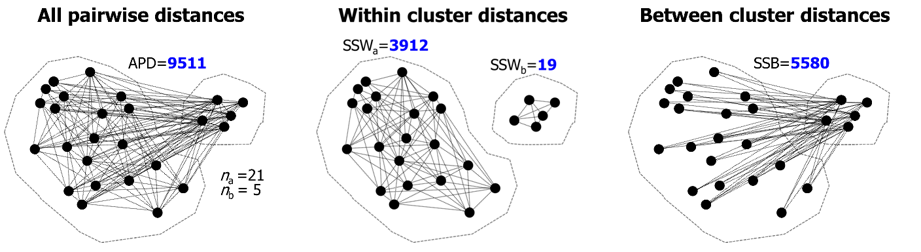 All pairwise distances
APD=9511
na =21
nb = 5
Within cluster distances
SSWa=3912
SSWb=19
Between cluster distances
SSB=5580